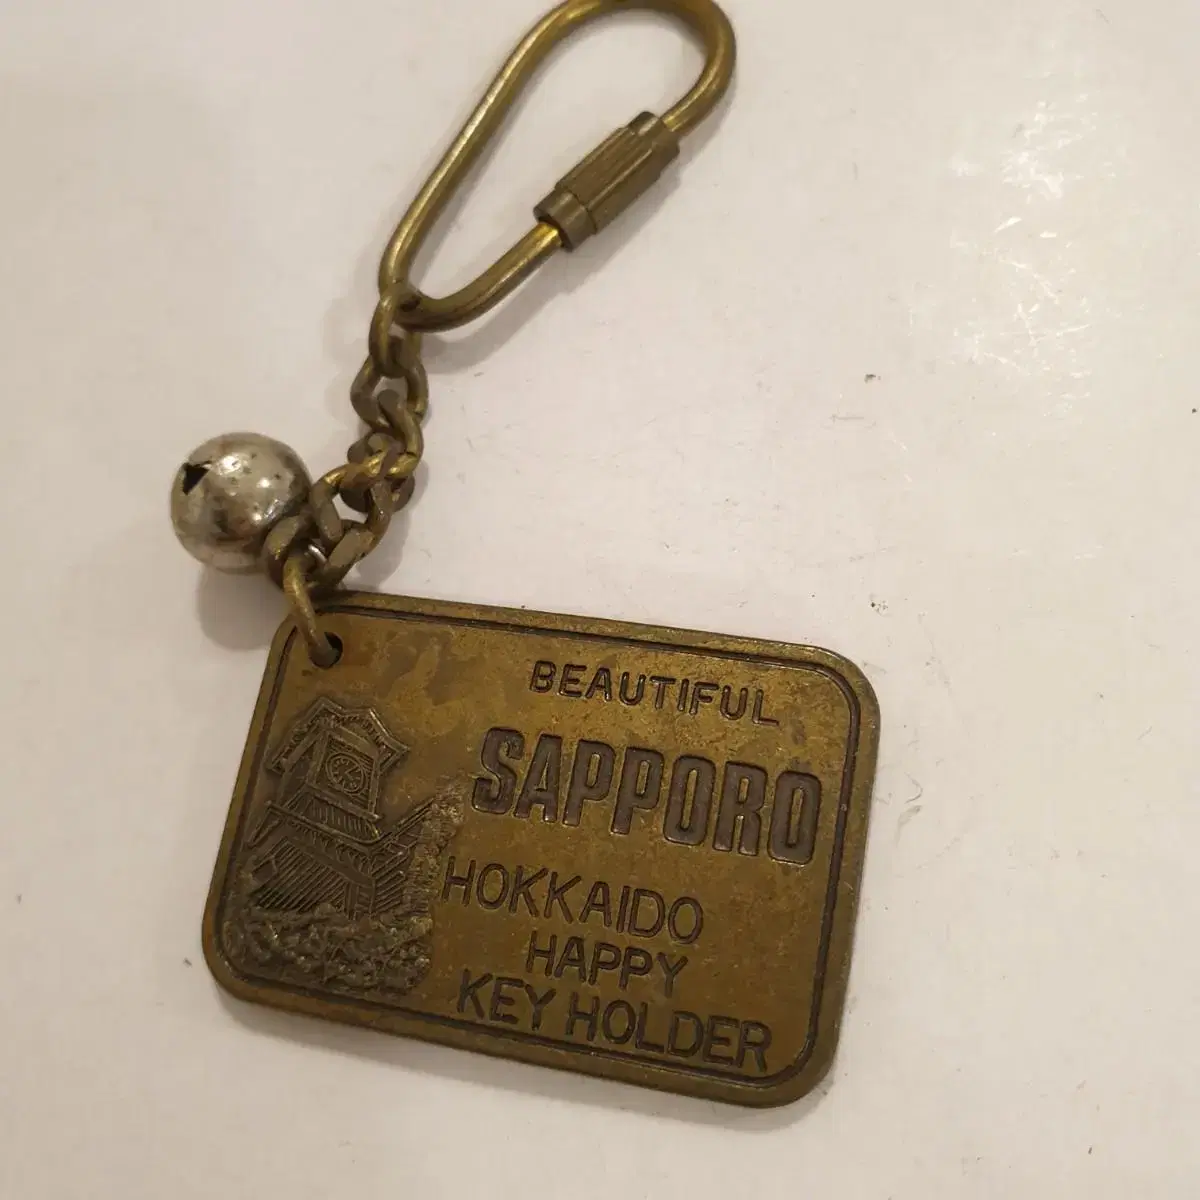 BEAUTIFUL
SAPPORO
HOKKAIDO
HAPPY
KEY HOLDER